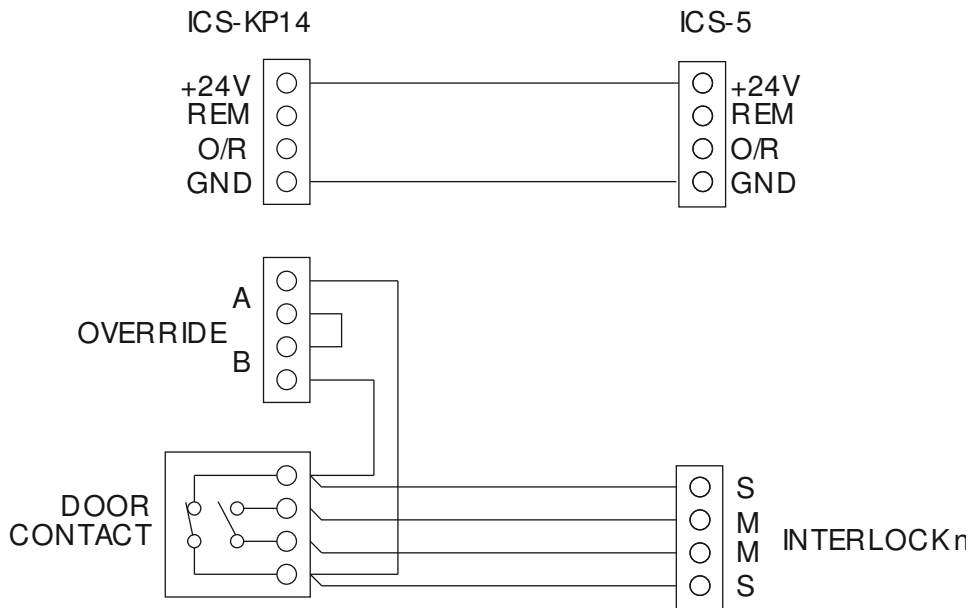 ICS-KP14
ICS-5
+24V
REM
O/R
GND
+24V
REM
O/R
GND
A
OVERRIDE
B
DOOR
CONTACT
S
M
M
S
INTERLOCK n